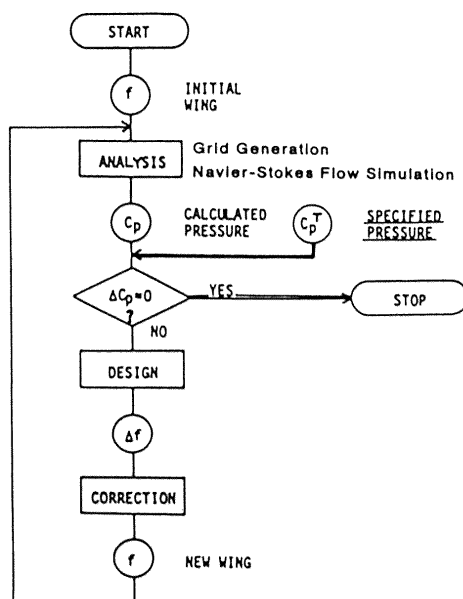 START
f
INITIAL
WING
ANALYSIS
Grid Generation
Navier-Stokes Flow Simulation
Cp
CALCULATED
PRESSURE
CpT
SPECIFIED
PRESSURE
ΔCp=0
?
YES
STOP
NO
DESIGN
Δf
CORRECTION
f
NEW WING